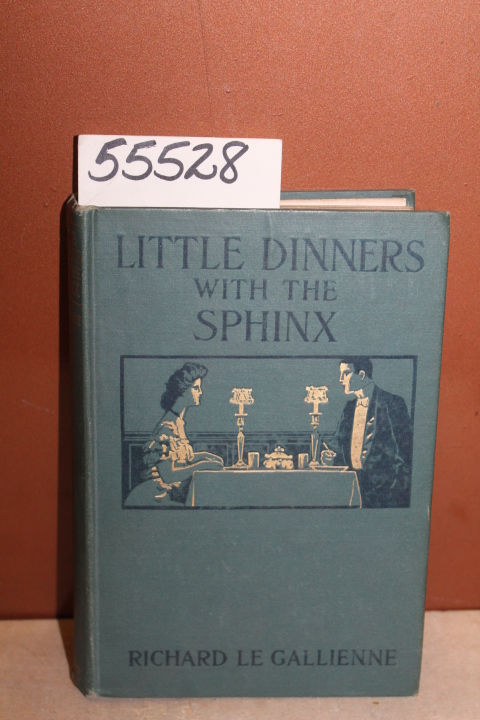 55528
LITTLE DINNERS
WITH THE
SPHINX
RICHARD LE GALLIENNE